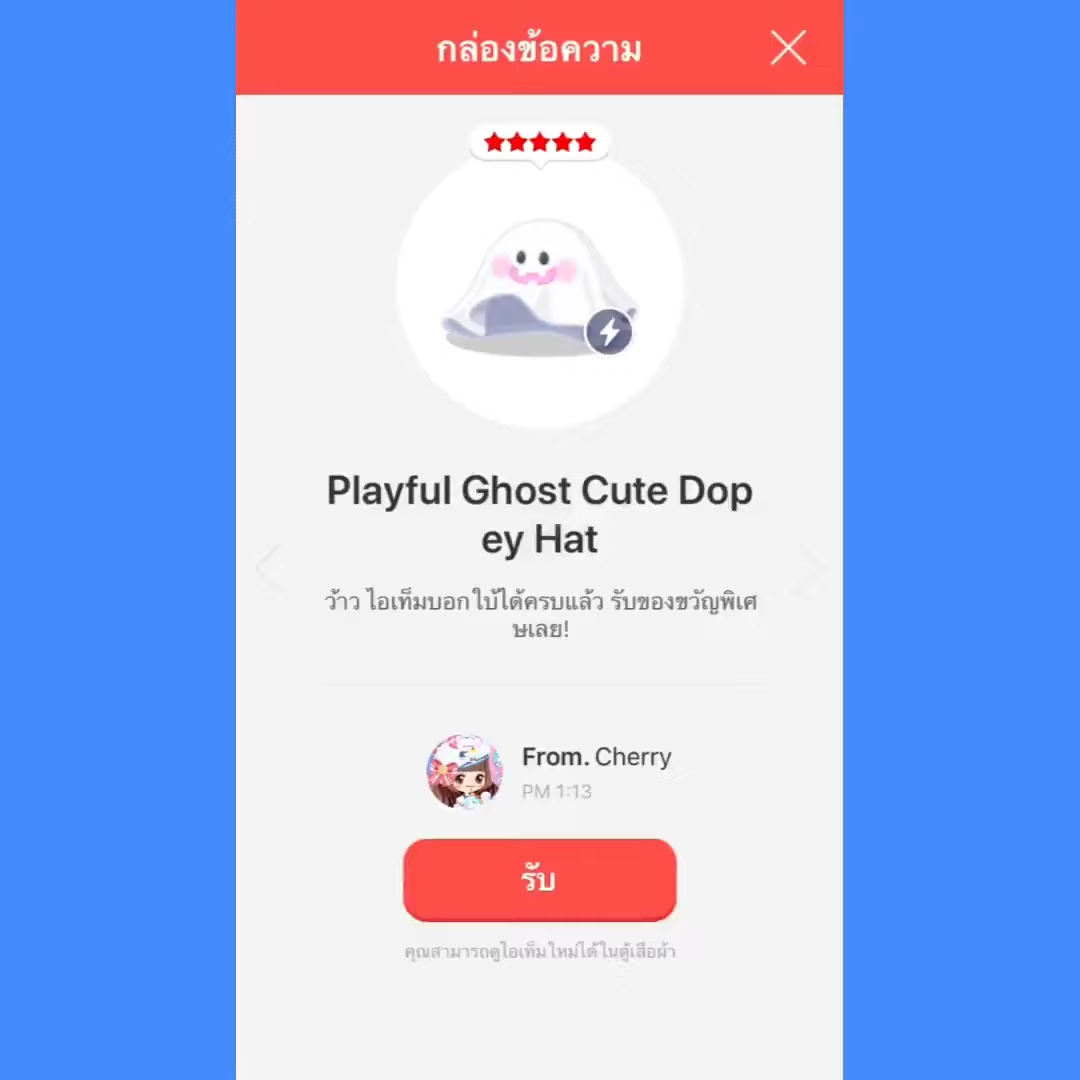 กล่องข้อความ
Playful Ghost Cute Dop
ey Hat
ว้าว ไอเท็มบอกใบ้ได้ครบแล้ว รับของขวัญพิเศ
ษเลย!
From. Cherry
PM 1:13
รับ
คุณสามารถดูไอเท็มใหม่ได้ในตู้เสื้อผ้า